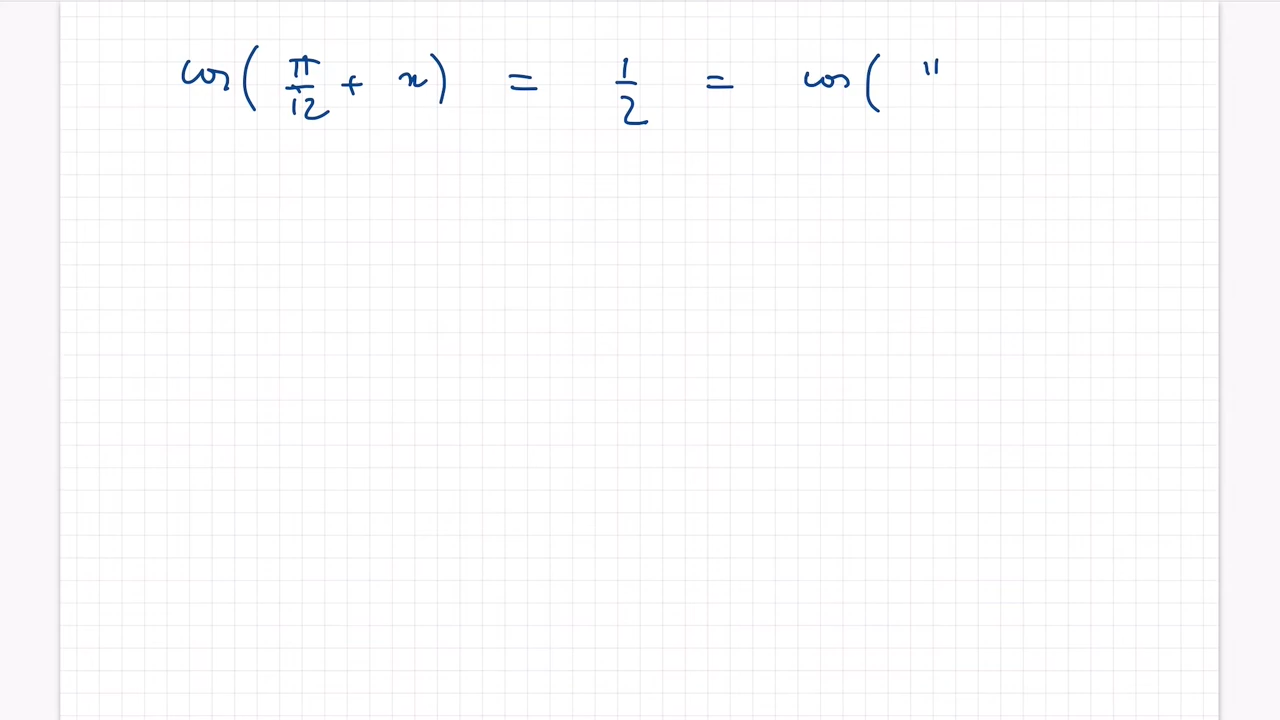 cos( π/12 + x) = 1/2 = cos( "